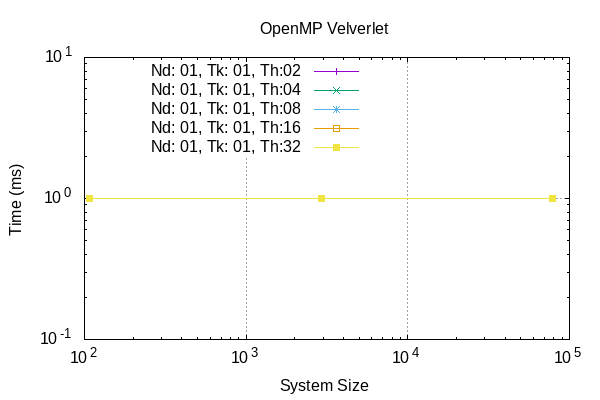 OpenMP Velverlet
10^1
Nd: 01, Tk: 01, Th:02
Nd: 01, Tk: 01, Th:04
Nd: 01, Tk: 01, Th:08
Nd: 01, Tk: 01, Th:16
Nd: 01, Tk: 01, Th:32
Time (ms)
10^0
10^-1
10^2 10^3 10^4 10^5
System Size